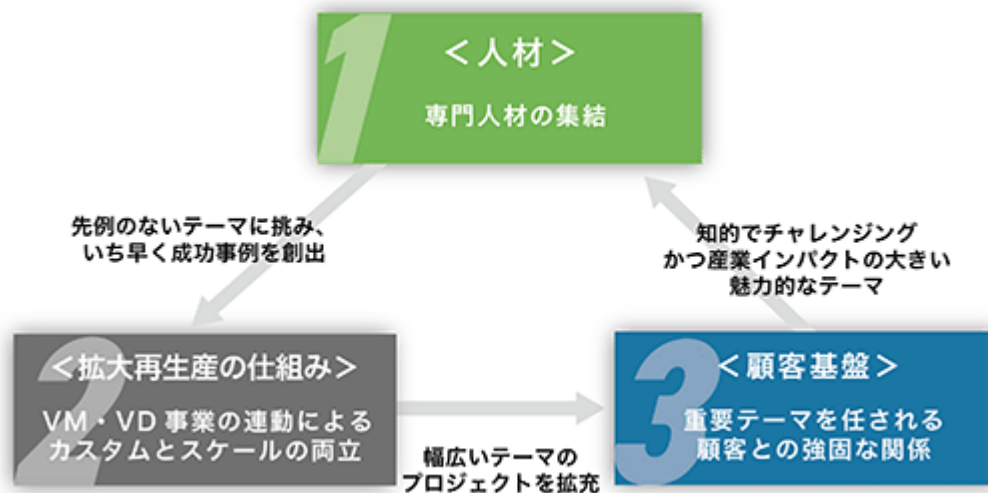 1
＜人材＞
専門人材の集結
先例のないテーマに挑み、
いち早く成功事例を創出
知的でチャレンジング
かつ産業インパクトの大きい
魅力的なテーマ
2
＜拡大再生産の仕組み＞
VM・VD事業の連動による
カスタムとスケールの両立
幅広いテーマの
プロジェクトを拡充
3
＜顧客基盤＞
重要テーマを任される
顧客との強固な関係